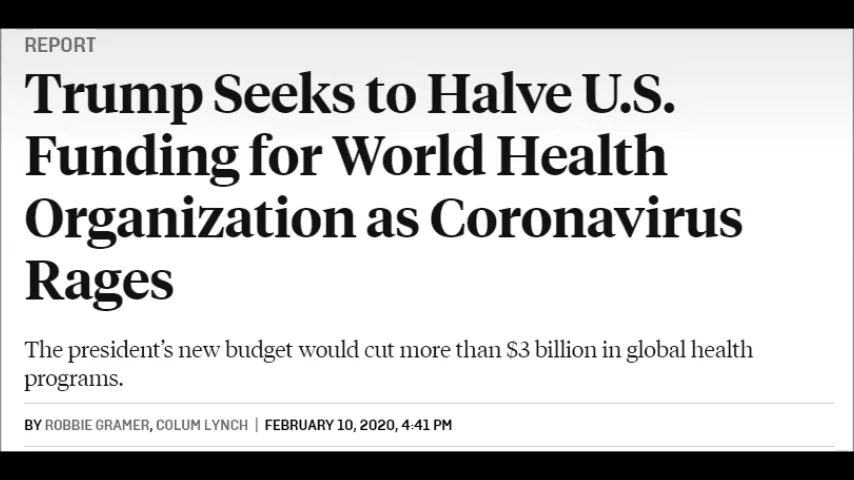 REPORT
Trump Seeks to Halve U.S.
Funding for World Health
Organization as Coronavirus
Rages
The president's new budget would cut more than $3 billion in global health
programs.
BY ROBBIE GRAMER, COLUM LYNCH | FEBRUARY 10, 2020, 4:41 PM